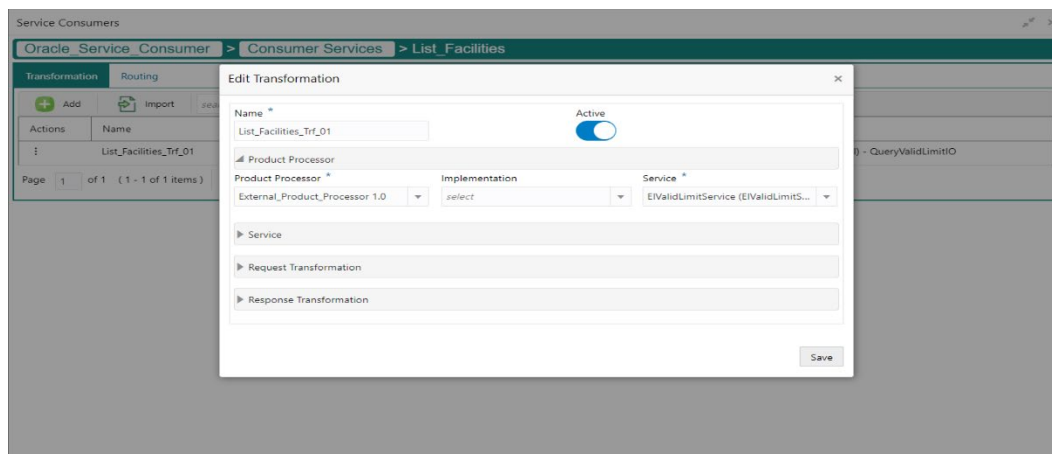 Service Consumers
Oracle_Service_Consumer > Consumer Services > List_Facilities
Transformation Routing
Edit Transformation
Add Import
Name * Active
List_Facilities_Trf_01
Actions Name
List_Facilities_Trf_01 - QueryValidLimitIO
Product Processor
Page 1 of 1 (1 - 1 of 1 items)
Product Processor * Implementation Service *
External_Product_Processor 1.0 select ElValidLimitService (ElValidLimitS...
Service
Request Transformation
Response Transformation
Save